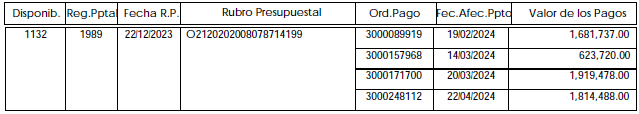 Disponib. Reg.Pptal Fecha R.P. Rubro Presupuestal Ord.Pago Fec.Afec.Ppto Valor de los Pagos
1132 1989 22/12/2023 O2120202008078714199 3000089919 19/02/2024 1,681,737.00
3000157968 14/03/2024 623,720.00
3000171700 20/03/2024 1,919,478.00
3000248112 22/04/2024 1,814,488.00